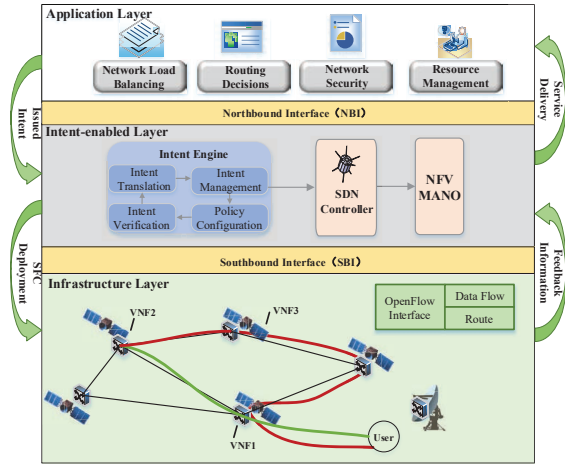 Application Layer
Network Load
Balancing
Routing
Decisions
Network
Security
Resource
Management
Northbound Interface（NBI）
Issued
Intent
Service
Delivery
Intent-enabled Layer
Intent Engine
Intent
Translation
Intent
Management
Intent
Verification
Policy
Configuration
SDN
Controller
NFV
MANO
Southbound Interface（SBI）
SFC
Deployment
Feedback
Information
Infrastructure Layer
VNF2
VNF3
OpenFlow
Interface
Data Flow
Route
VNF1
User